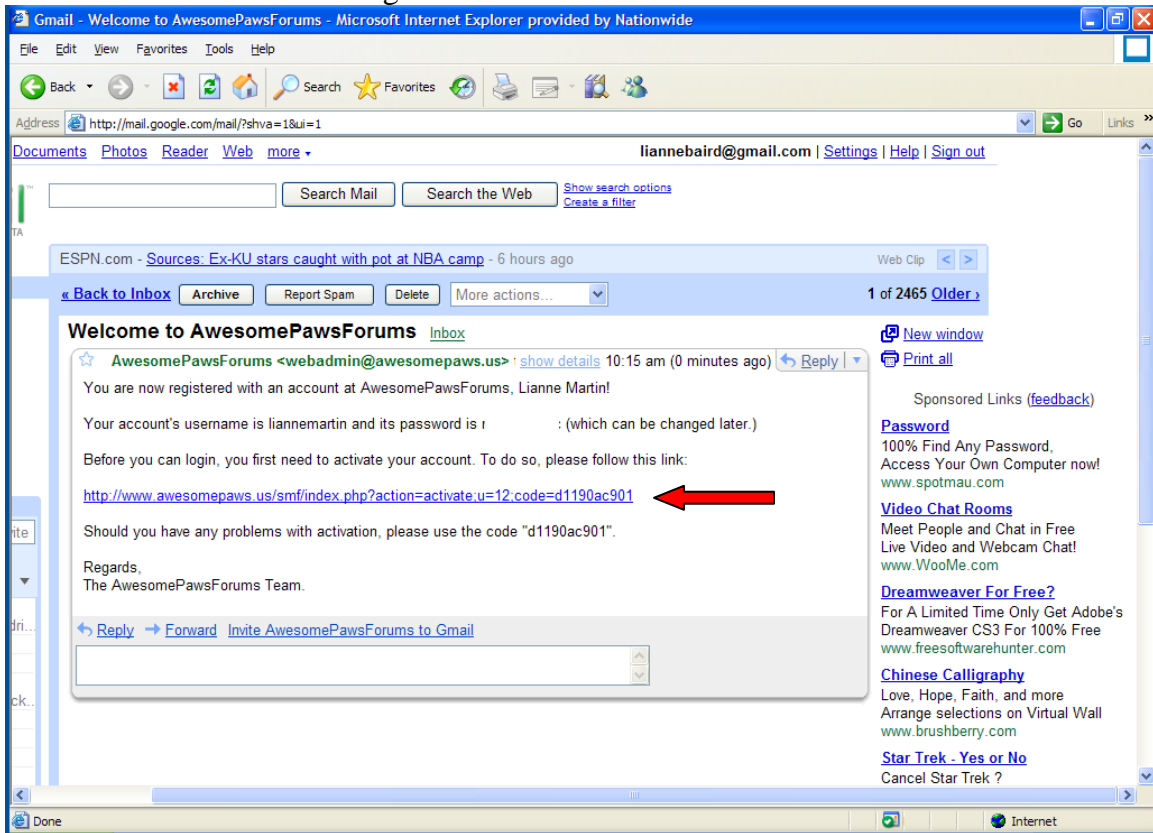 Gmail - Welcome to AwesomePawsForums - Microsoft Internet Explorer provided by Nationwide
File Edit View Favorites Tools Help
Back Search Favorites
Address http://mail.google.com/mail/?shva=1&ui=1 Go Links »
Documents Photos Reader Web more liannebaird@gmail.com | Settings | Help | Sign out
Search Mail Search the Web Show search options
Create a filter
TA
ESPN.com - Sources: Ex-KU stars caught with pot at NBA camp - 6 hours ago Web Clip < >
« Back to Inbox Archive Report Spam Delete More actions... 1 of 2465 Older ›
Welcome to AwesomePawsForums Inbox
New window
AwesomePawsForums <webadmin@awesomepaws.us> show details 10:15 am (0 minutes ago) Reply
Print all
You are now registered with an account at AwesomePawsForums, Lianne Martin!
Your account's username is liannemartin and its password is (which can be changed later.)
Before you can login, you first need to activate your account. To do so, please follow this link:
http://www.awesomepaws.us/smf/index.php?action=activate;u=12;code=d1190ac901
Should you have any problems with activation, please use the code "d1190ac901".
Regards,
The AwesomePawsForums Team.
Reply Forward Invite AwesomePawsForums to Gmail
Sponsored Links (feedback)
Password
100% Find Any Password,
Access Your Own Computer now!
www.spotmau.com
Video Chat Rooms
Meet People and Chat in Free
Live Video and Webcam Chat!
www.WooMe.com
Dreamweaver For Free?
For A Limited Time Only Get Adobe's
Dreamweaver CS3 For 100% Free
www.freesoftwarehunter.com
Chinese Calligraphy
Love, Hope, Faith, and more
Arrange selections on Virtual Wall
www.brushberry.com
Star Trek - Yes or No
Cancel Star Trek ?
Done Internet